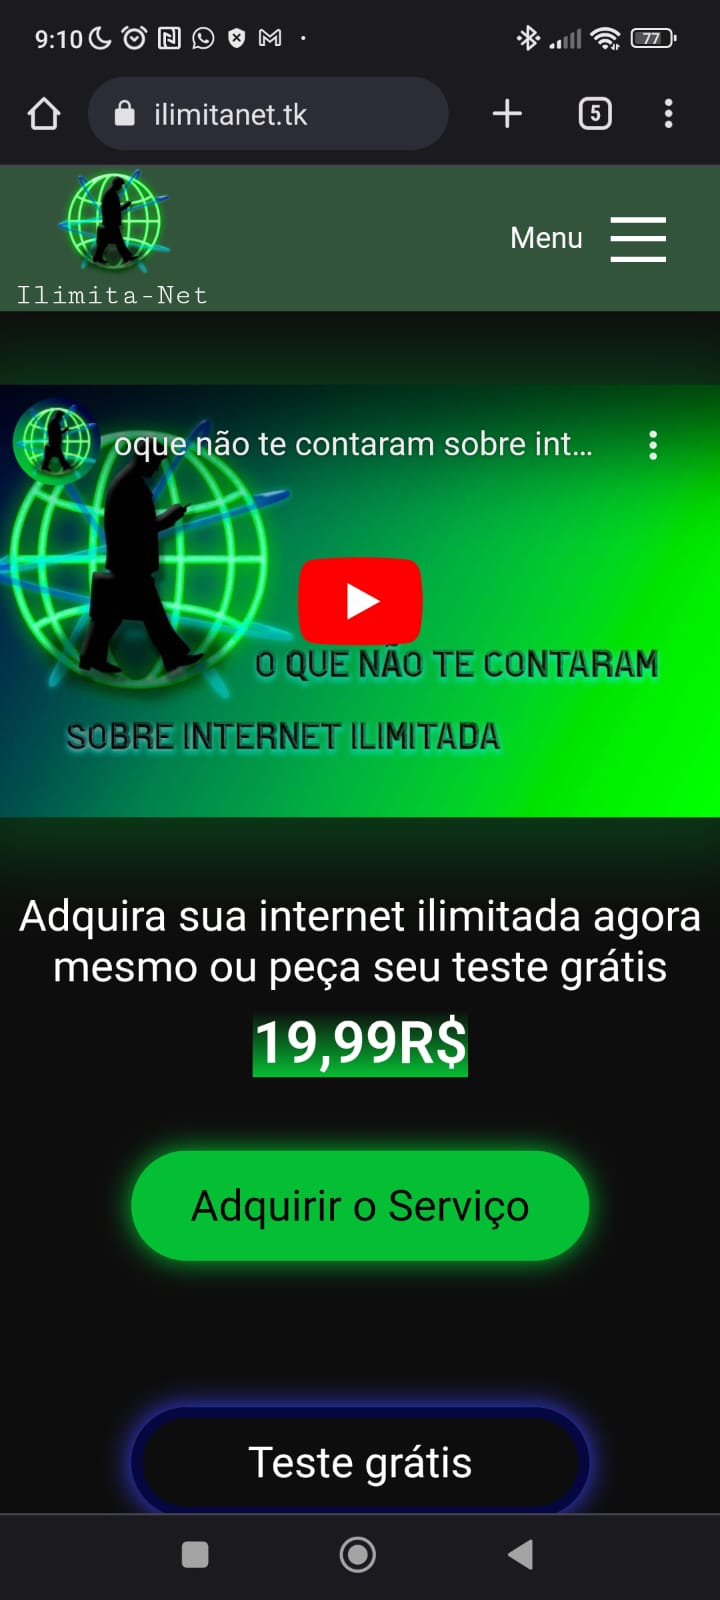 9:10
77
ilimitanet.tk
5
Menu
Ilimita-Net
oque não te contaram sobre int...
O QUE NÃO TE CONTARAM
SOBRE INTERNET ILIMITADA
Adquira sua internet ilimitada agora
mesmo ou peça seu teste grátis
19,99R$
Adquirir o Serviço
Teste grátis